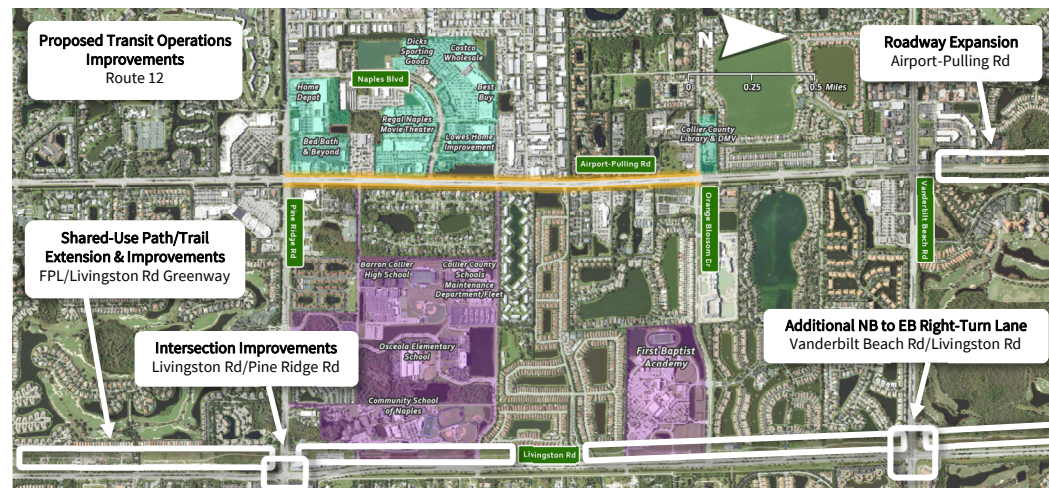 Proposed Transit Operations
Improvements
Route 12
Dicks
Sporting
Goods
Costco
Wholesale
Naples Blvd
Home
Depot
Best
Buy
Regal Naples
Movie Theater
Bed Bath
& Beyond
Lowes Home
Improvement
N
0
0.25
0.5 Miles
Collier County
Library & DMV
Roadway Expansion
Airport-Pulling Rd
Airport-Pulling Rd
Pine Ridge Rd
Orange Blossom Dr
Vanderbilt Beach Rd
Shared-Use Path/Trail
Extension & Improvements
FPL/Livingston Rd Greenway
Barron Collier
High School
Collier County
Schools
Maintenance
Department/Fleet
Intersection Improvements
Livingston Rd/Pine Ridge Rd
Osceola Elementary
School
Community School
of Naples
First Baptist
Academy
Additional NB to EB Right-Turn Lane
Vanderbilt Beach Rd/Livingston Rd
Livingston Rd